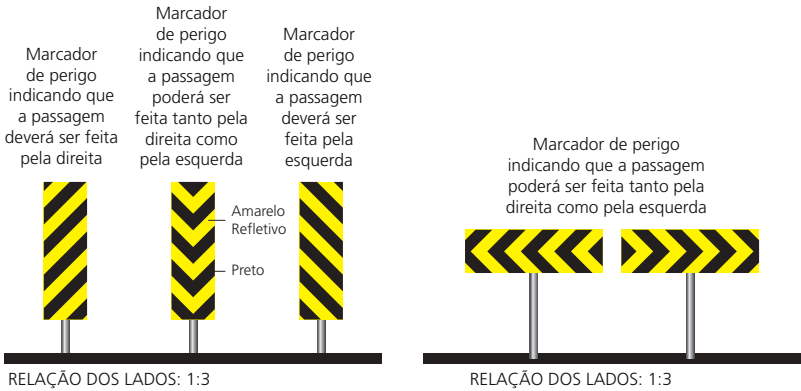 Marcador
de perigo
indicando que
a passagem
deverá ser feita
pela direita
Marcador
de perigo
indicando que
a passagem
poderá ser
feita tanto pela
direita como
pela esquerda
Marcador
de perigo
indicando que
a passagem
deverá ser
feita pela
esquerda
Amarelo
Refletivo
Preto
RELAÇÃO DOS LADOS: 1:3
Marcador de perigo
indicando que a passagem
poderá ser feita tanto pela
direita como pela esquerda
RELAÇÃO DOS LADOS: 1:3